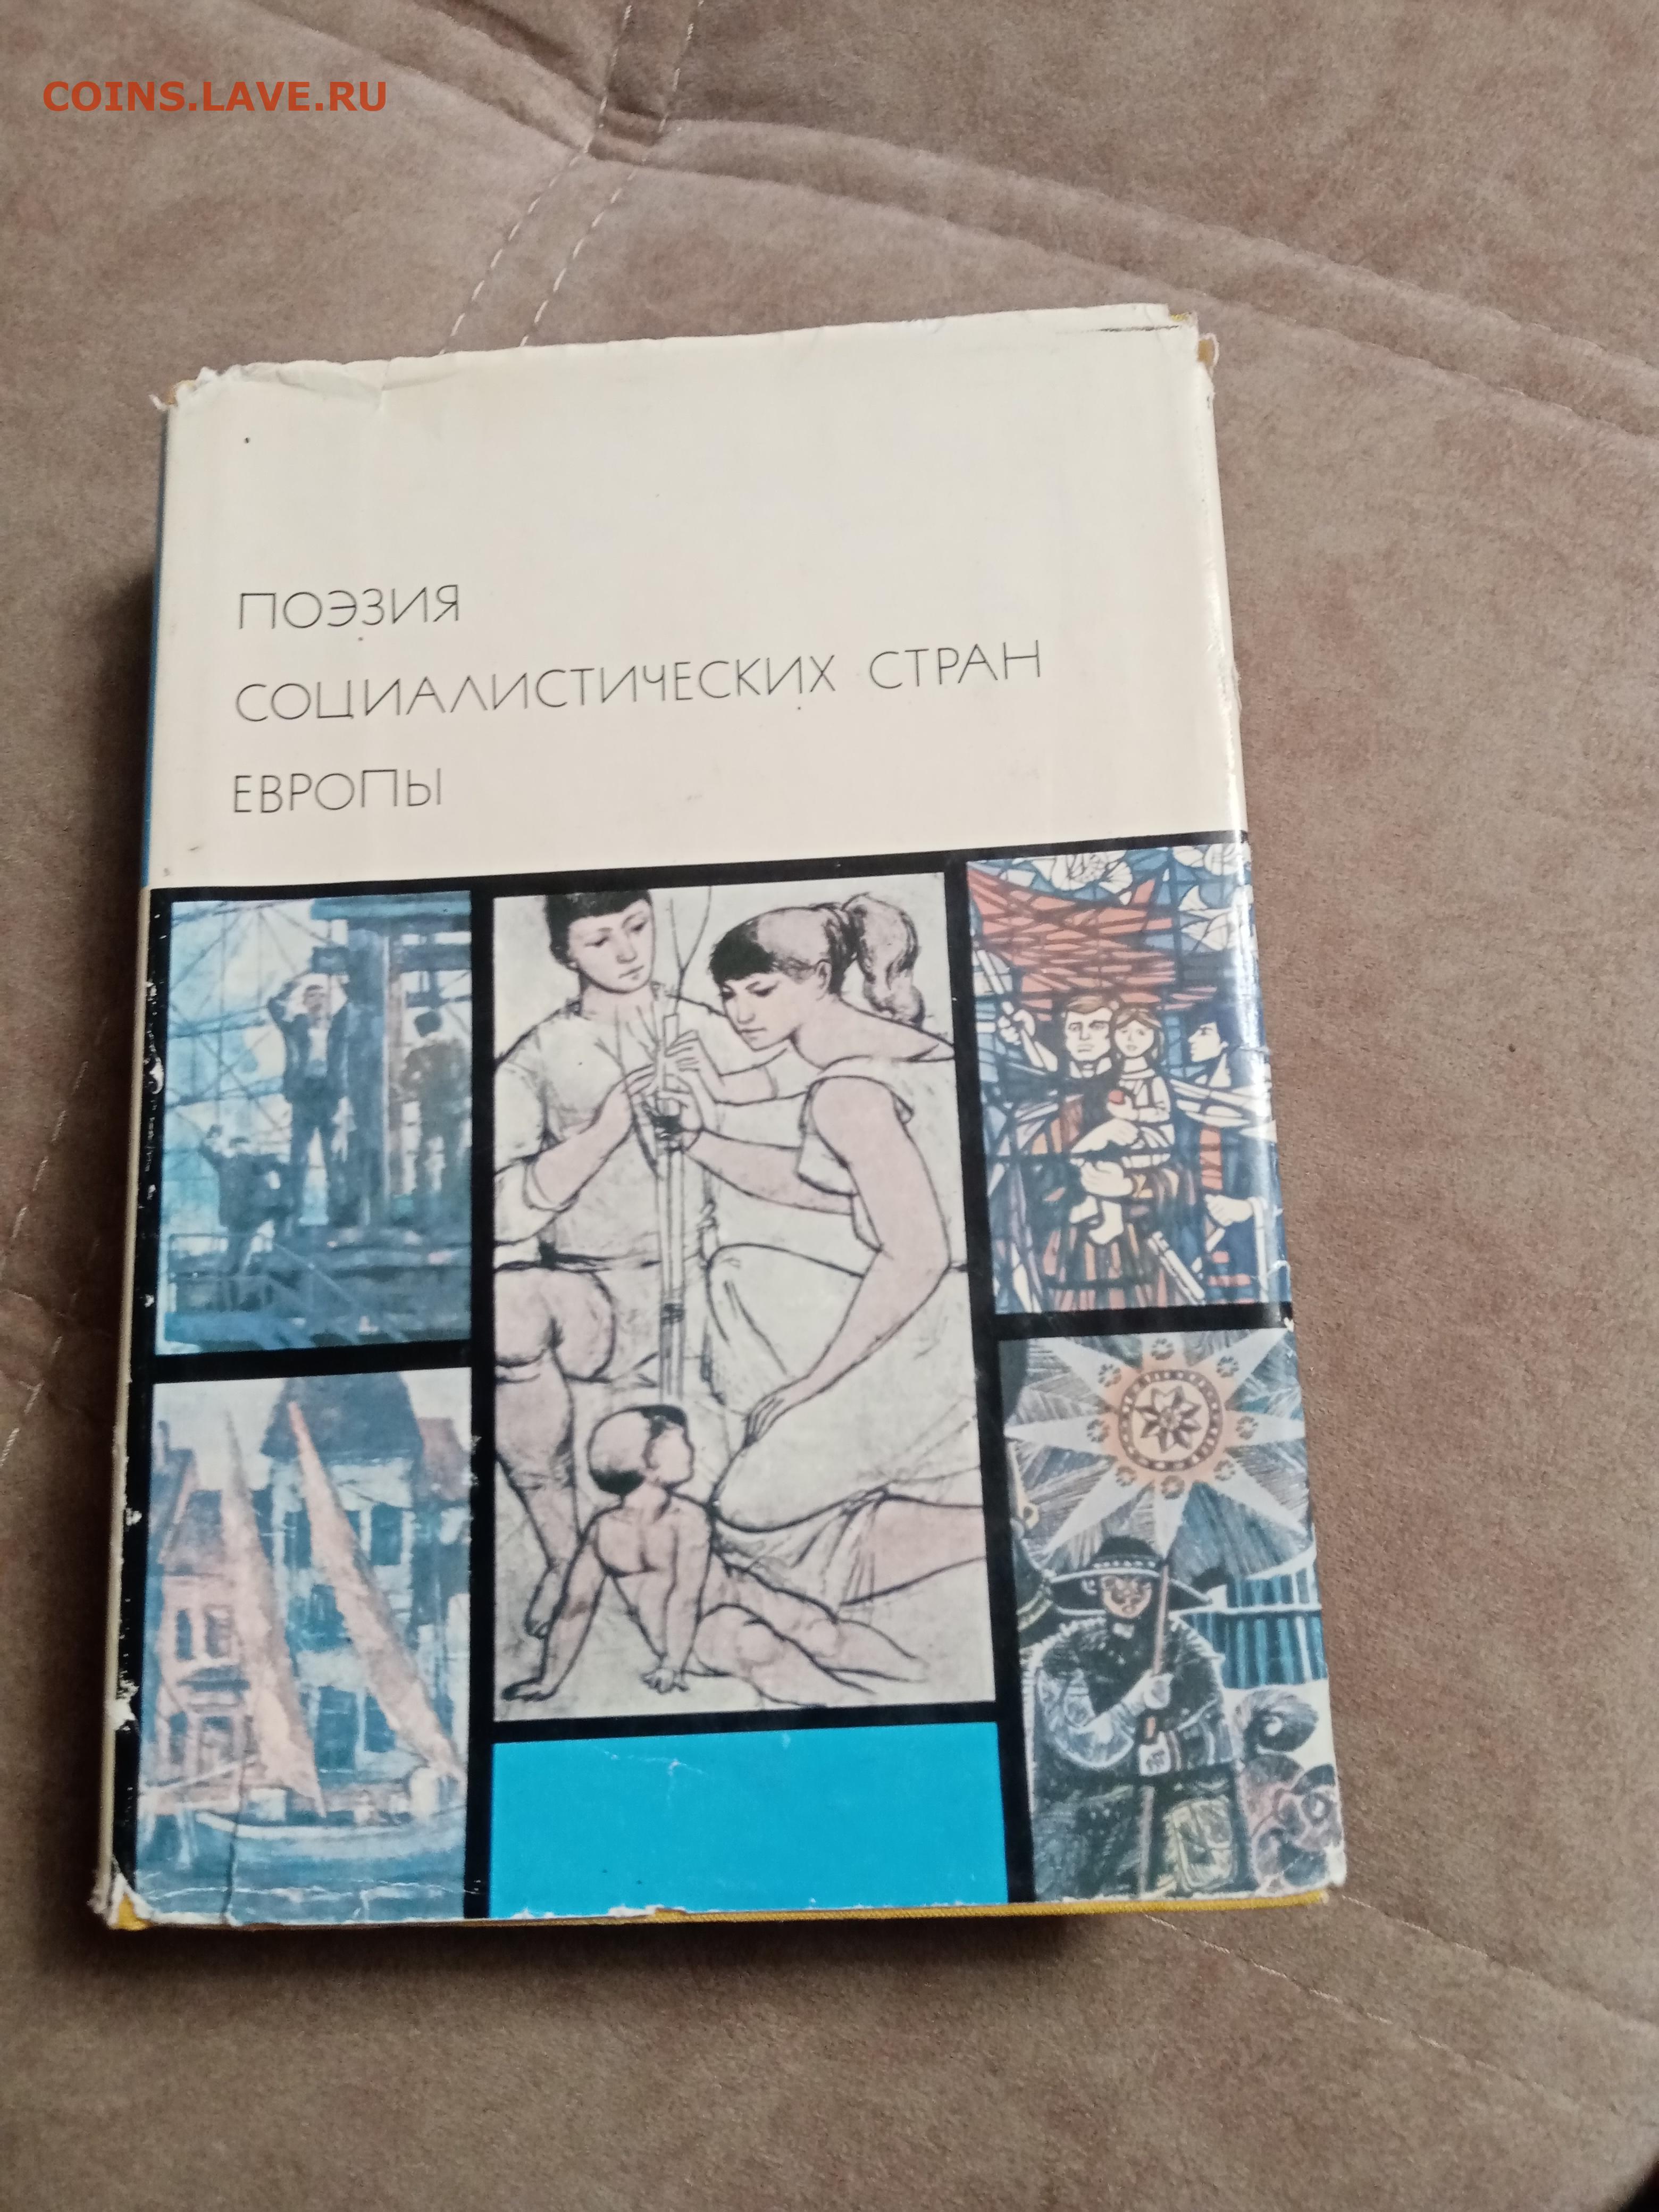 COINS.LAVE.RU
ПОЭЗИЯ
СОЦИАЛИСТИЧЕСКИХ СТРАН
ЕВРОПЫ